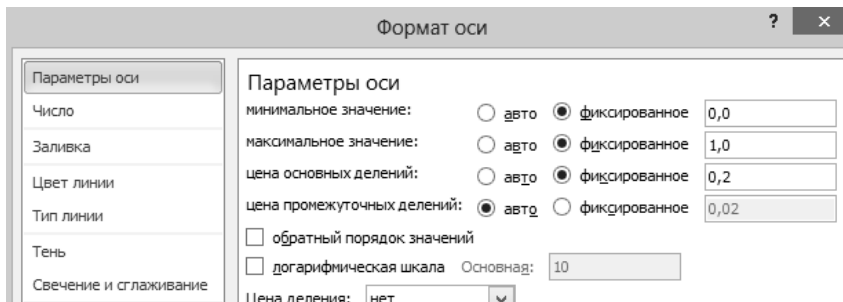 Формат оси
?
×
Параметры оси
Число
Заливка
Цвет линии
Тип линии
Тень
Свечение и сглаживание
Параметры оси
минимальное значение: авто фиксированное 0,0
максимальное значение: авто фиксированное 1,0
цена основных делений: авто фиксированное 0,2
цена промежуточных делений: авто фиксированное 0,02
обратный порядок значений
логарифмическая шкала Основная: 10
Цена деления: нет